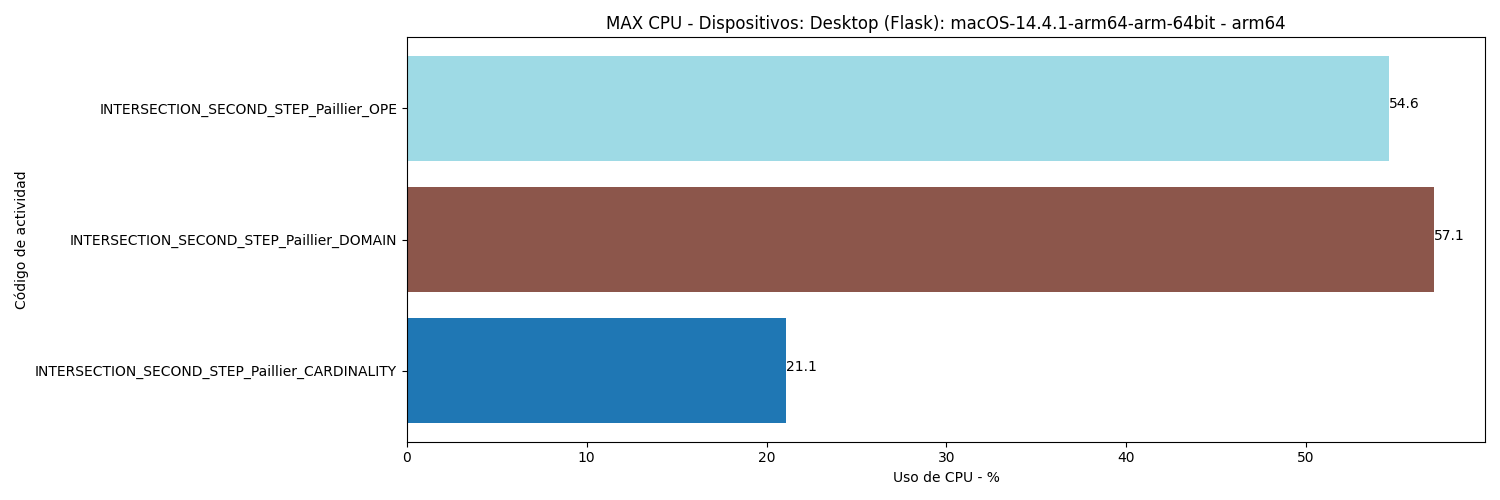 MAX CPU - Dispositivos: Desktop (Flask): macOS-14.4.1-arm64-arm-64bit - arm64
Código de actividad
INTERSECTION_SECOND_STEP_Paillier_OPE
54.6
INTERSECTION_SECOND_STEP_Paillier_DOMAIN
57.1
INTERSECTION_SECOND_STEP_Paillier_CARDINALITY
21.1
0 10 20 30 40 50
Uso de CPU - %